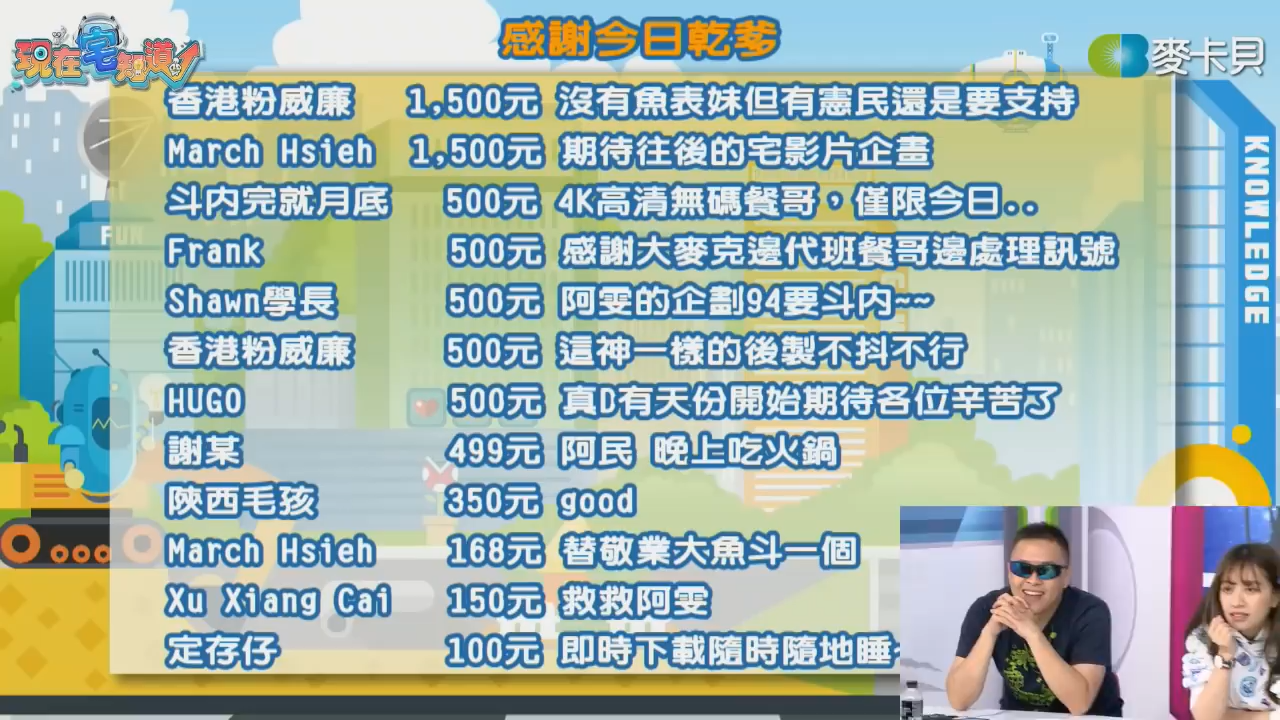 感謝今日乾爹
現在宅知道！
麥卡貝
香港粉威廉 1,500元 沒有魚表妹但有憲民還是要支持
March Hsieh 1,500元 期待往後的宅影片企畫
斗内完就月底 500元 4K高清無碼餐哥，僅限今日..
Frank 500元 感謝大麥克邊代班餐哥邊處理訊號
Shawn學長 500元 阿雯的企劃94要斗内~~
香港粉威廉 500元 這神一樣的後製不抖不行
HUGO 500元 真D有天份開始期待各位辛苦了
謝某 499元 阿民 晚上吃火鍋
陝西毛孩 350元 good
March Hsieh 168元 替敬業大魚斗一個
Xu Xiang Cai 150元 救救阿雯
定存仔 100元 即時下載隨時隨地睡
FUN
KNOWLEDGE